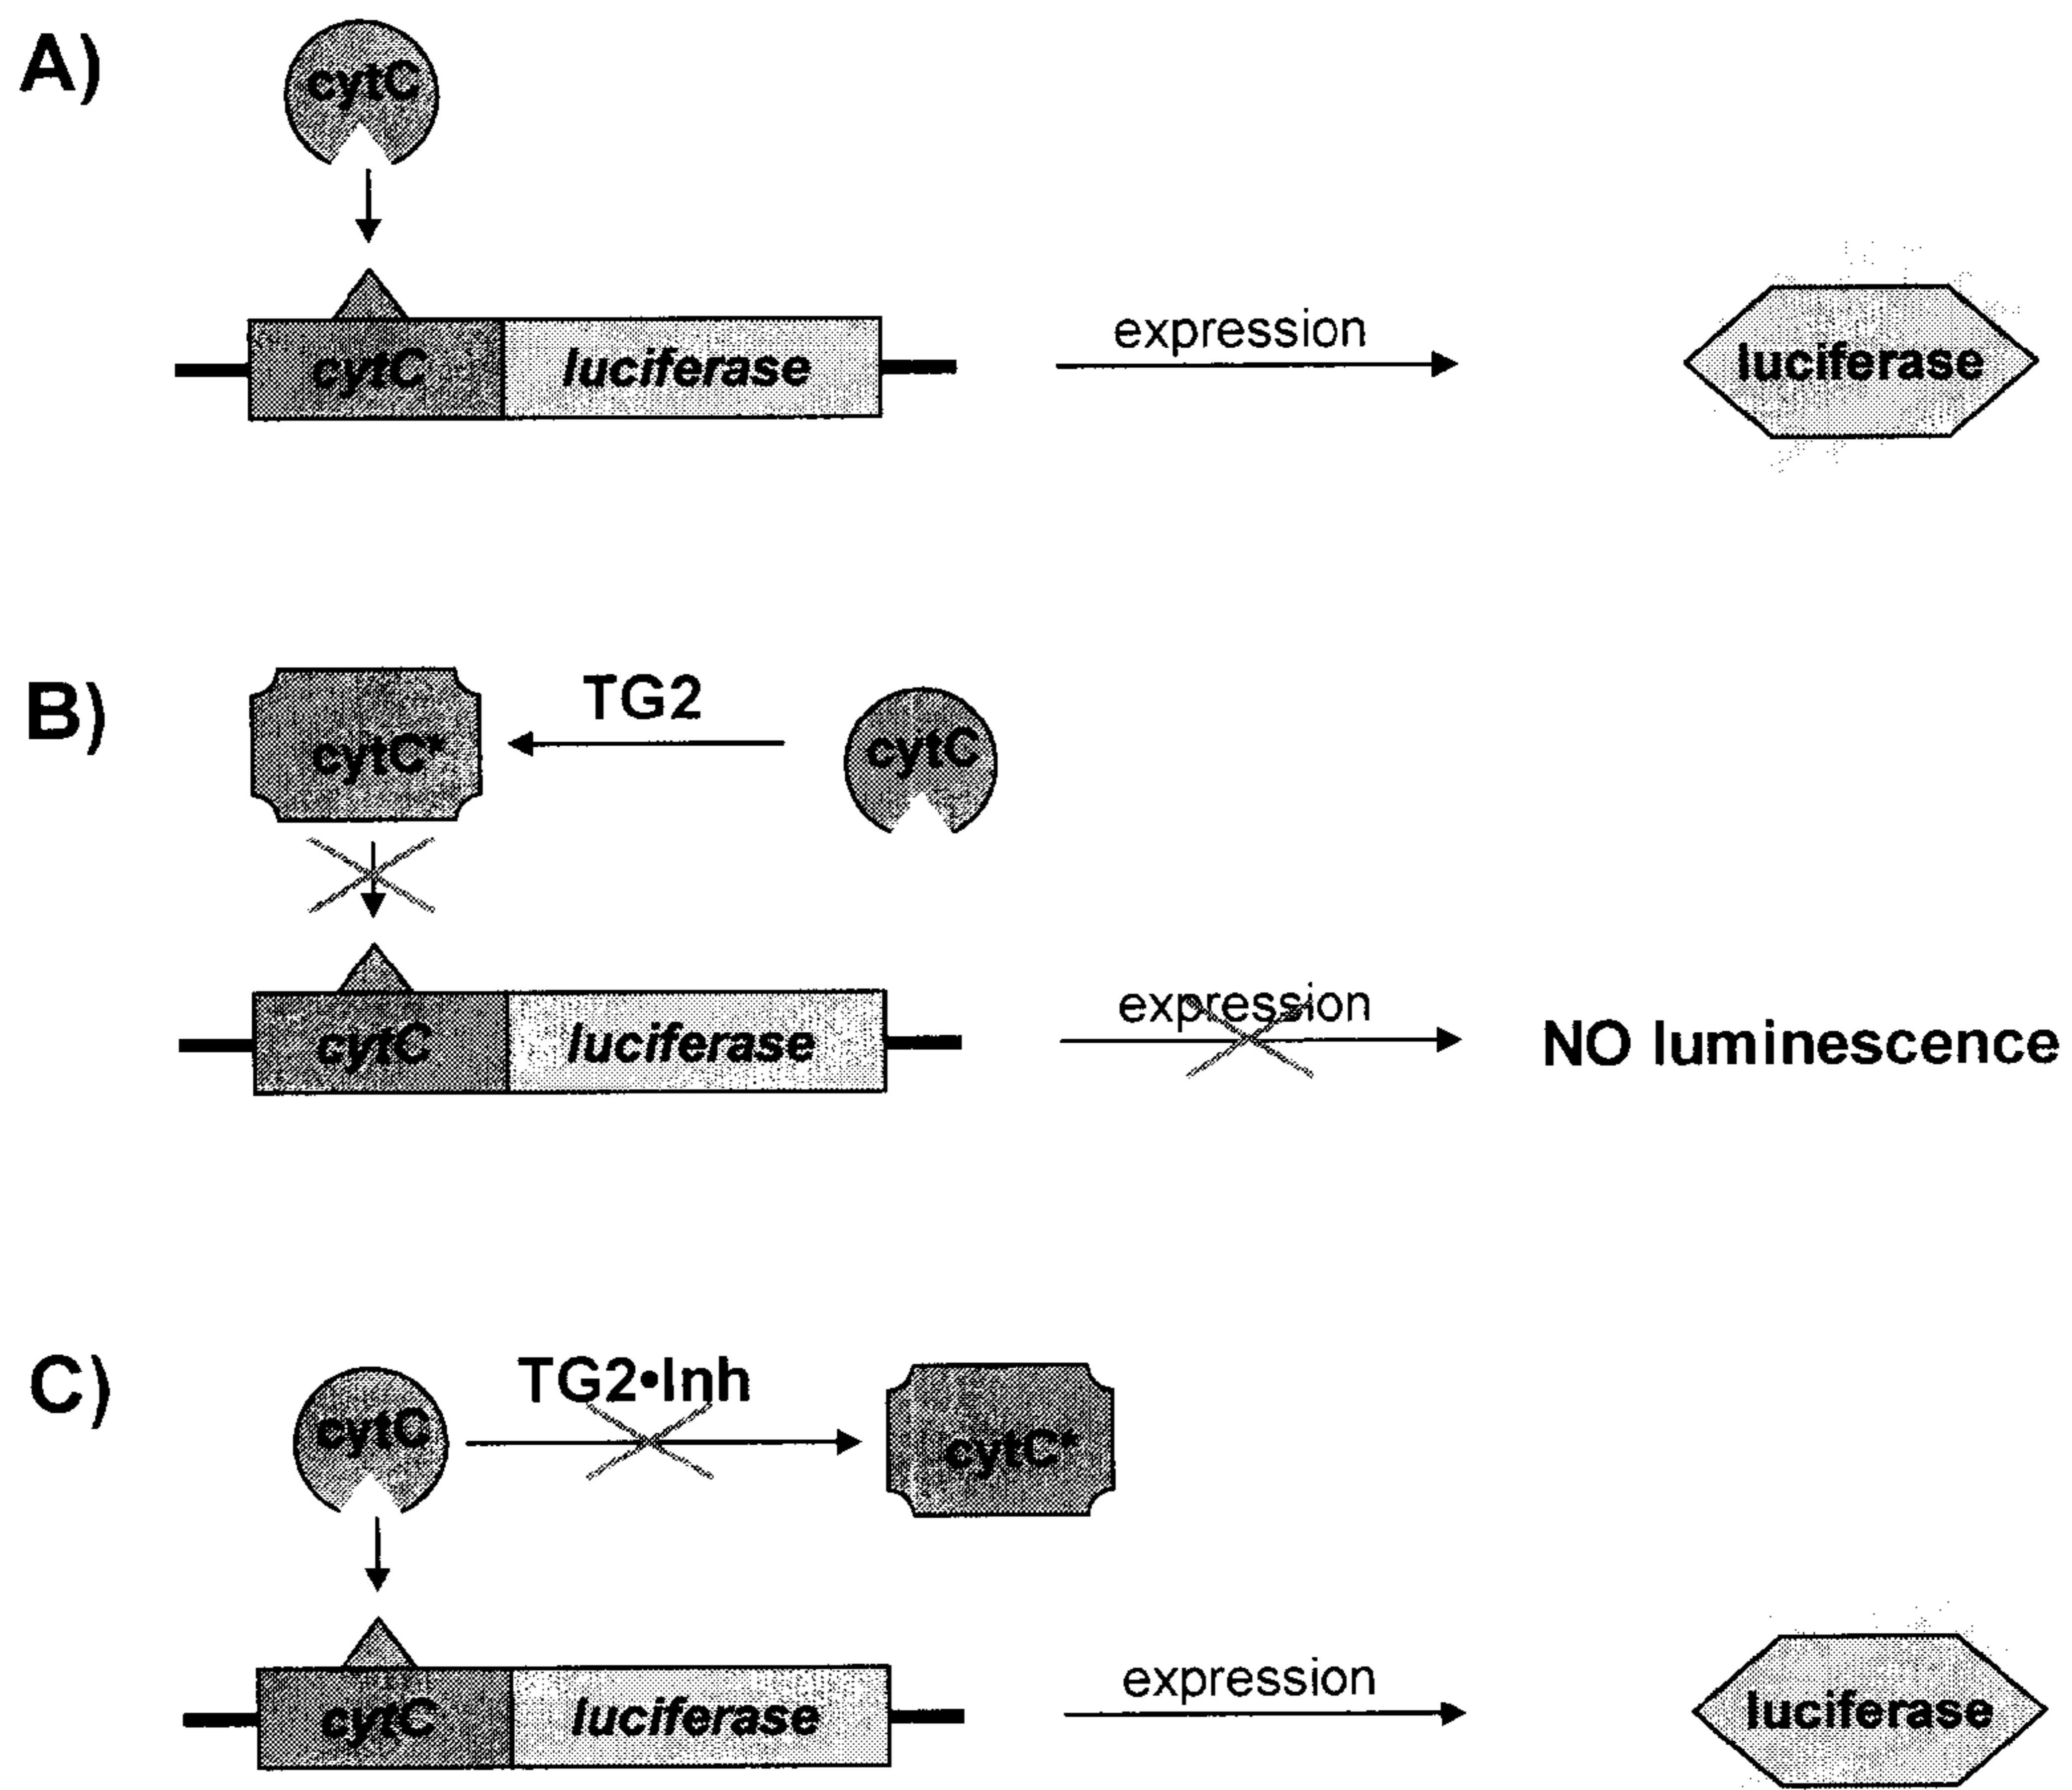 A)
cytC
expression
cytC luciferase
luciferase
B)
TG2
cytC*
cytC
expression
cytC luciferase
NO luminescence
C)
TG2•Inh
cytC
cytC*
expression
cytC luciferase
luciferase